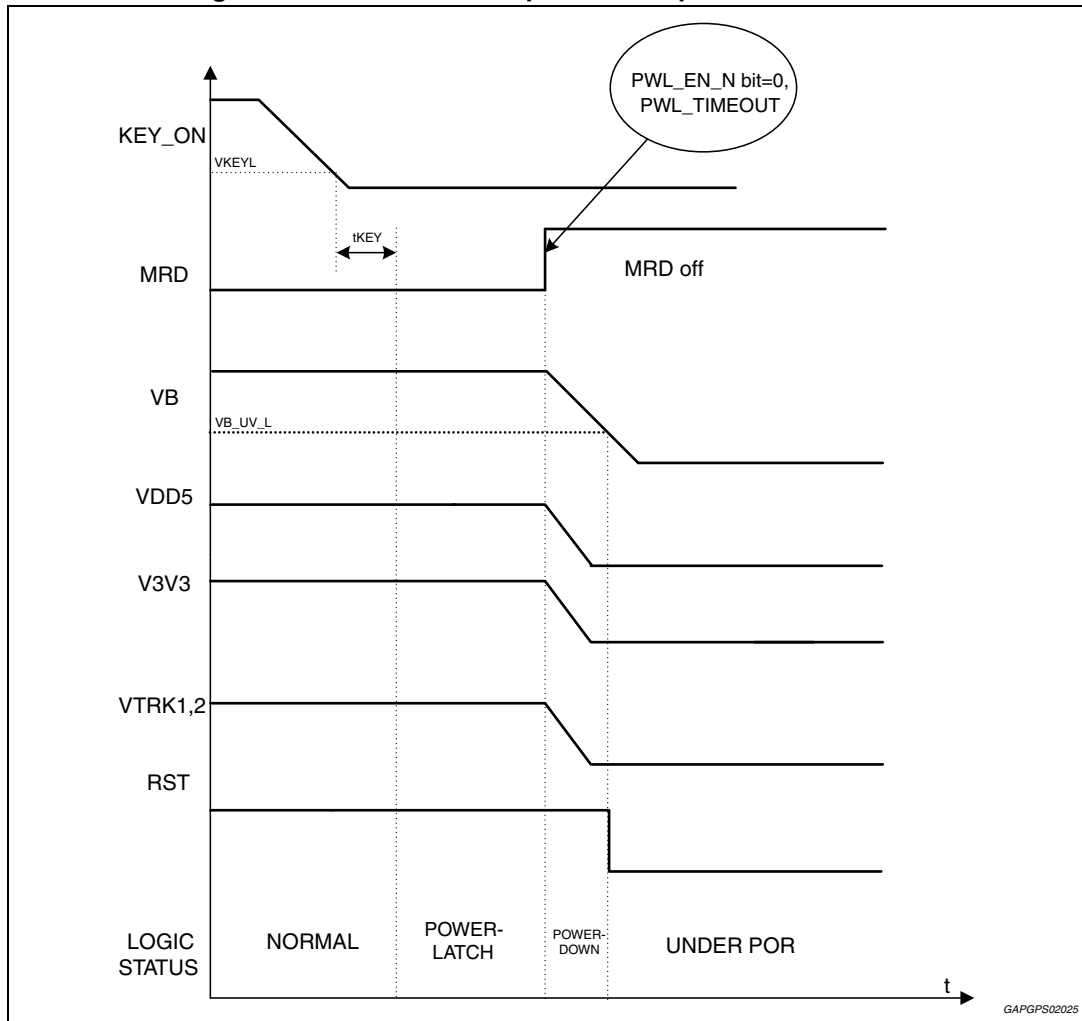 PWL_EN_N bit=0,
PWL_TIMEOUT
KEY_ON
VKEYL
tKEY
MRD
MRD off
VB
VB_UV_L
VDD5
V3V3
VTRK1,2
RST
LOGIC
STATUS
NORMAL
POWER-
LATCH
POWER-
DOWN
UNDER POR
t
GAPGPS02025